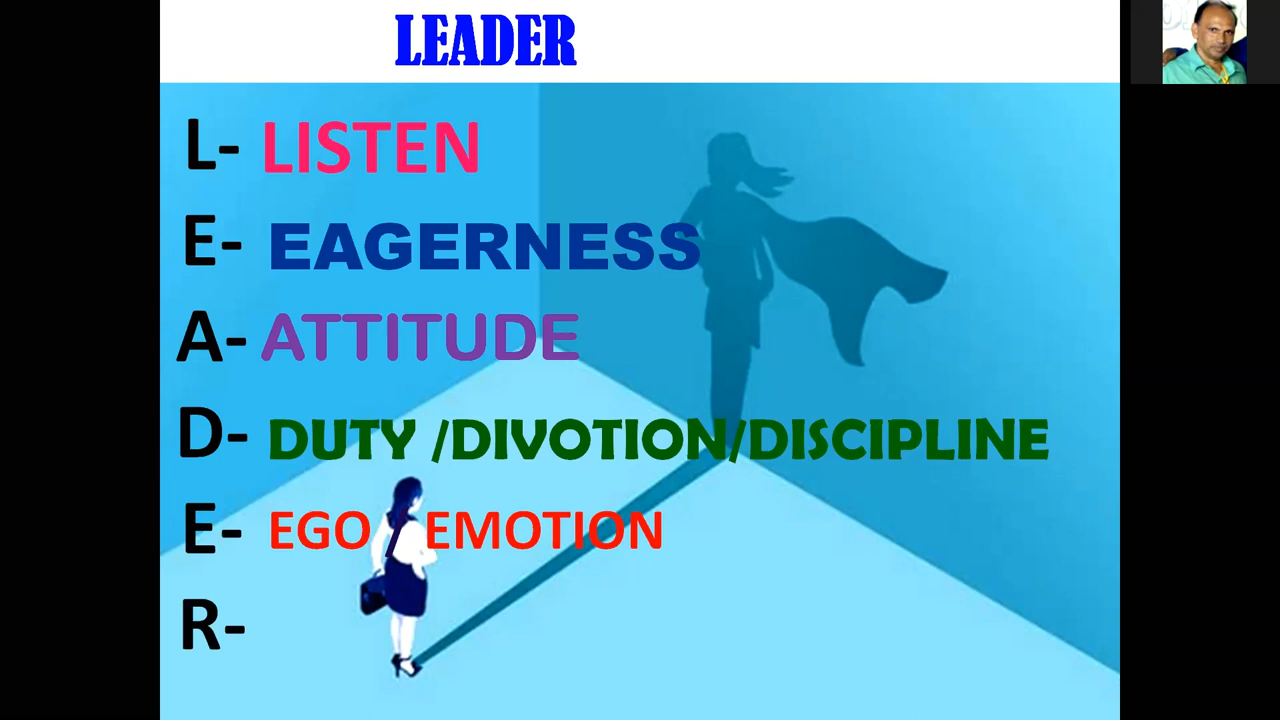 LEADER
L- LISTEN
E- EAGERNESS
A- ATTITUDE
D- DUTY /DIVOTION/DISCIPLINE
E- EGO EMOTION
R-